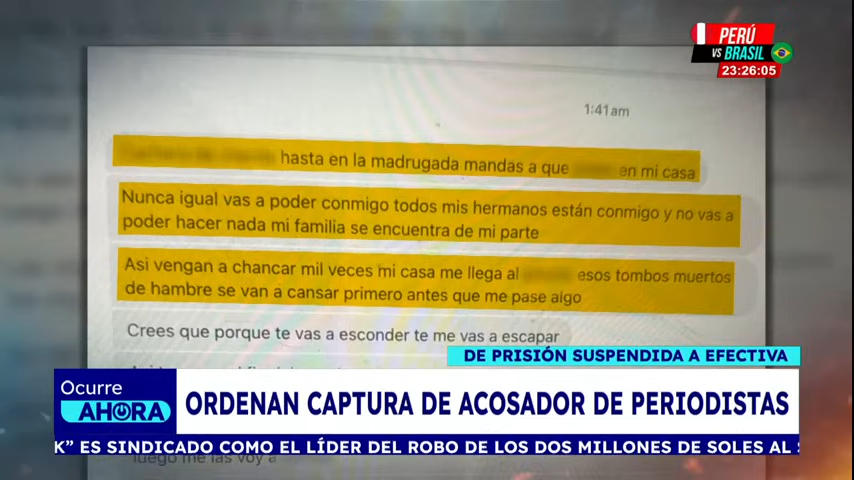 PERÚ
VS BRASIL
23:26:05
1:41am
hasta en la madrugada mandas a que en mi casa
Nunca igual vas a poder conmigo todos mis hermanos están conmigo y no vas a
poder hacer nada mi familia se encuentra de mi parte
Asi vengan a chancar mil veces mi casa me llega al esos tombos muertos
de hambre se van a cansar primero antes que me pase algo
Crees que porque te vas a esconder te me vas a escapar
DE PRISIÓN SUSPENDIDA A EFECTIVA
Ocurre
AHORA
ORDENAN CAPTURA DE ACOSADOR DE PERIODISTAS
K” ES SINDICADO COMO EL LÍDER DEL ROBO DE LOS DOS MILLONES DE SOLES AL
luego me las voy a